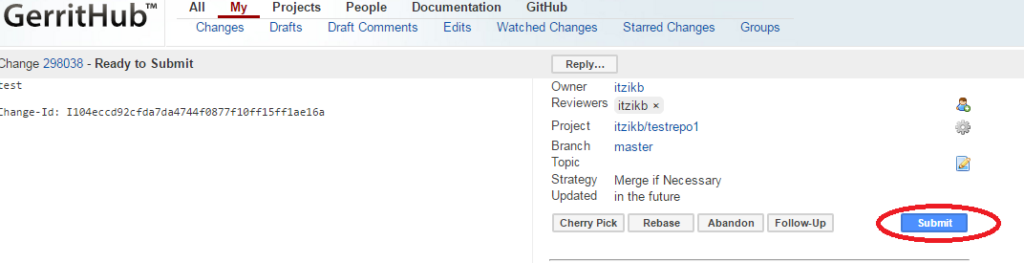 GerritHub™
All My Projects People Documentation GitHub
Changes Drafts Draft Comments Edits Watched Changes Starred Changes Groups
Change 298038 - Ready to Submit
Reply...
test
Change-Id: I104eccd92cfda7da4744f0877f10ff15ff1ae16a
Owner itzikb
Reviewers itzikb ×
Project itzikb/testrepo1
Branch master
Topic
Strategy Merge if Necessary
Updated in the future
Cherry Pick Rebase Abandon Follow-Up Submit